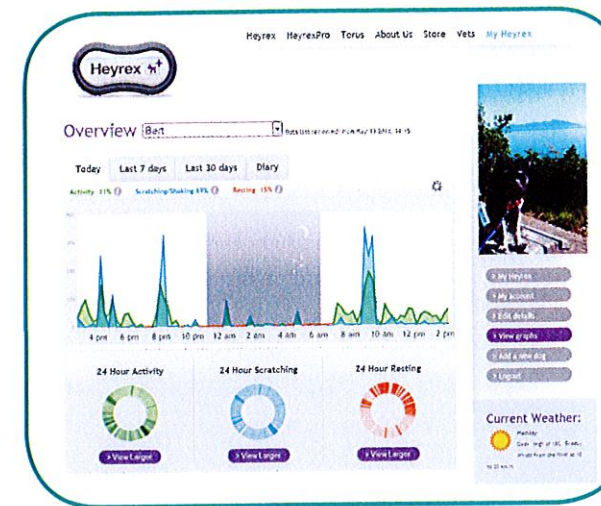 Heyrex HeyrexPro Torus About Us Store Vets My Heyrex
Heyrex
Overview Bert
Today Last 7 days Last 30 days Diary
Activity 31% Scratching/Shaking 69% Resting 15%
4 pm 6 pm 8 pm 10 pm 12 am 2 am 4 am 6 am 8 am 10 am 12 pm 2 pm
24 Hour Activity 24 Hour Scratching 24 Hour Resting
> View Larger > View Larger > View Larger
> My Heyrex
> My account
> Edit details
> View graphs
> Add a new dog
> Logout
Current Weather:
Monday